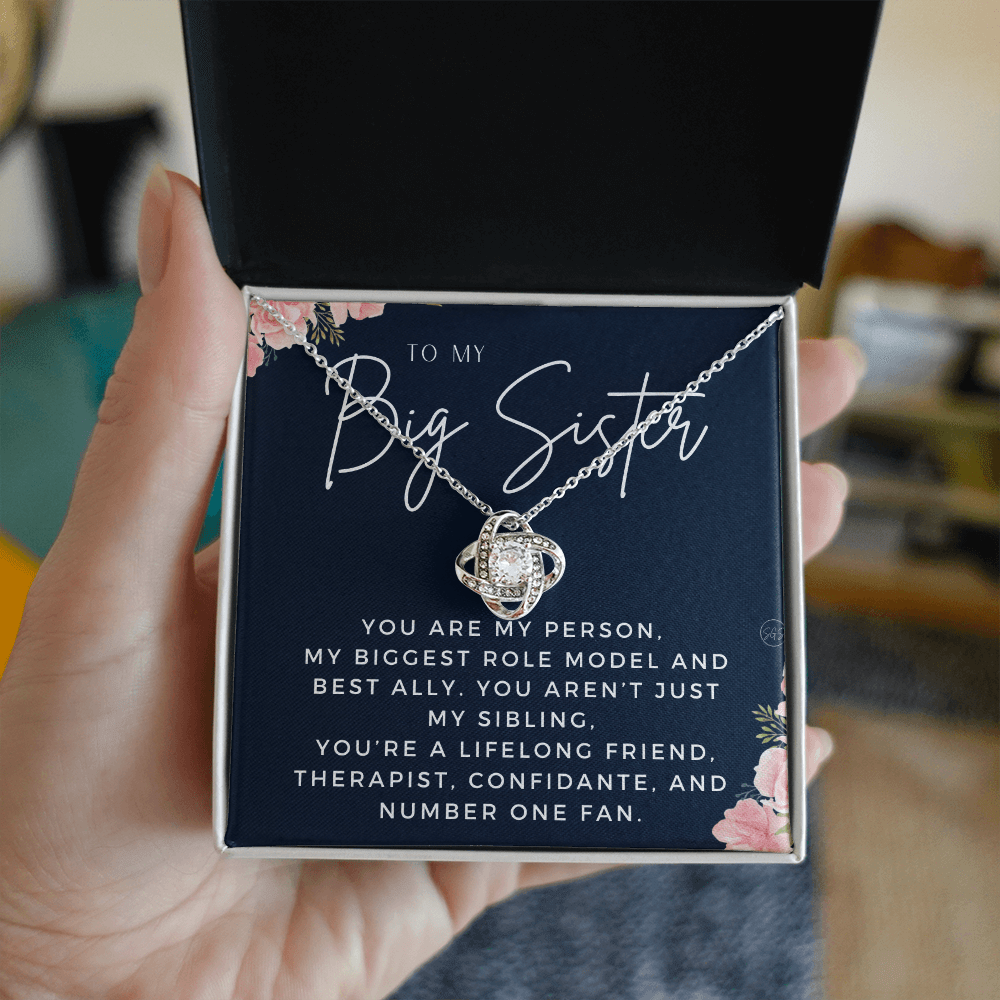 TO MY
Big Sister
YOU ARE MY PERSON,
MY BIGGEST ROLE MODEL AND
BEST ALLY. YOU AREN'T JUST
MY SIBLING,
YOU'RE A LIFELONG FRIEND,
THERAPIST, CONFIDANTE, AND
NUMBER ONE FAN.
SGS